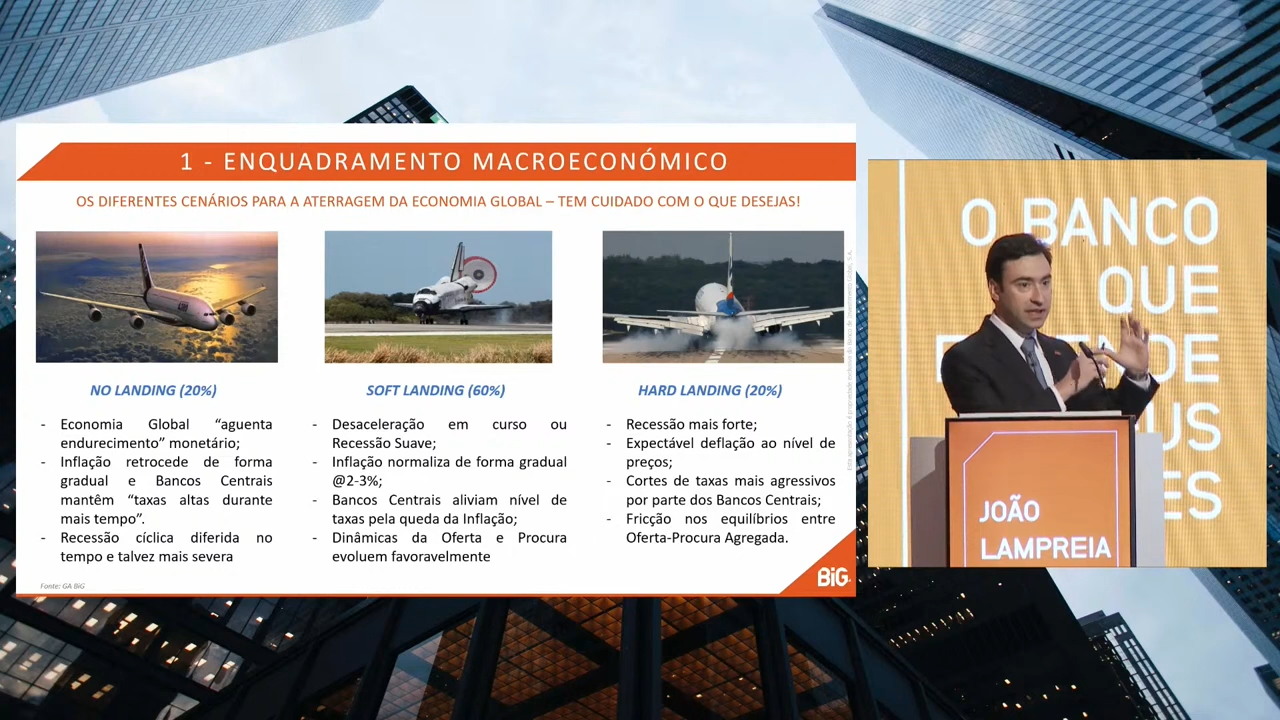 1 - ENQUADRAMENTO MACROECONÓMICO
OS DIFERENTES CENÁRIOS PARA A ATERRAGEM DA ECONOMIA GLOBAL – TEM CUIDADO COM O QUE DESEJAS!
NO LANDING (20%)
- Economia Global “aguenta
endurecimento” monetário;
- Inflação retrocede de forma
gradual e Bancos Centrais
mantêm “taxas altas durante
mais tempo”.
- Recessão cíclica diferida no
tempo e talvez mais severa
SOFT LANDING (60%)
- Desaceleração em curso ou
Recessão Suave;
- Inflação normaliza de forma gradual
@2-3%;
- Bancos Centrais aliviam nível de
taxas pela queda da Inflação;
- Dinâmicas da Oferta e Procura
evoluem favoravelmente
HARD LANDING (20%)
- Recessão mais forte;
- Expectável deflação ao nível de
preços;
- Cortes de taxas mais agressivos
por parte dos Bancos Centrais;
- Fricção nos equilíbrios entre
Oferta-Procura Agregada.
Fonte: GA BiG
BiG
O BANCO
QUE
DE
US
ES
JOÃO
LAMPREIA